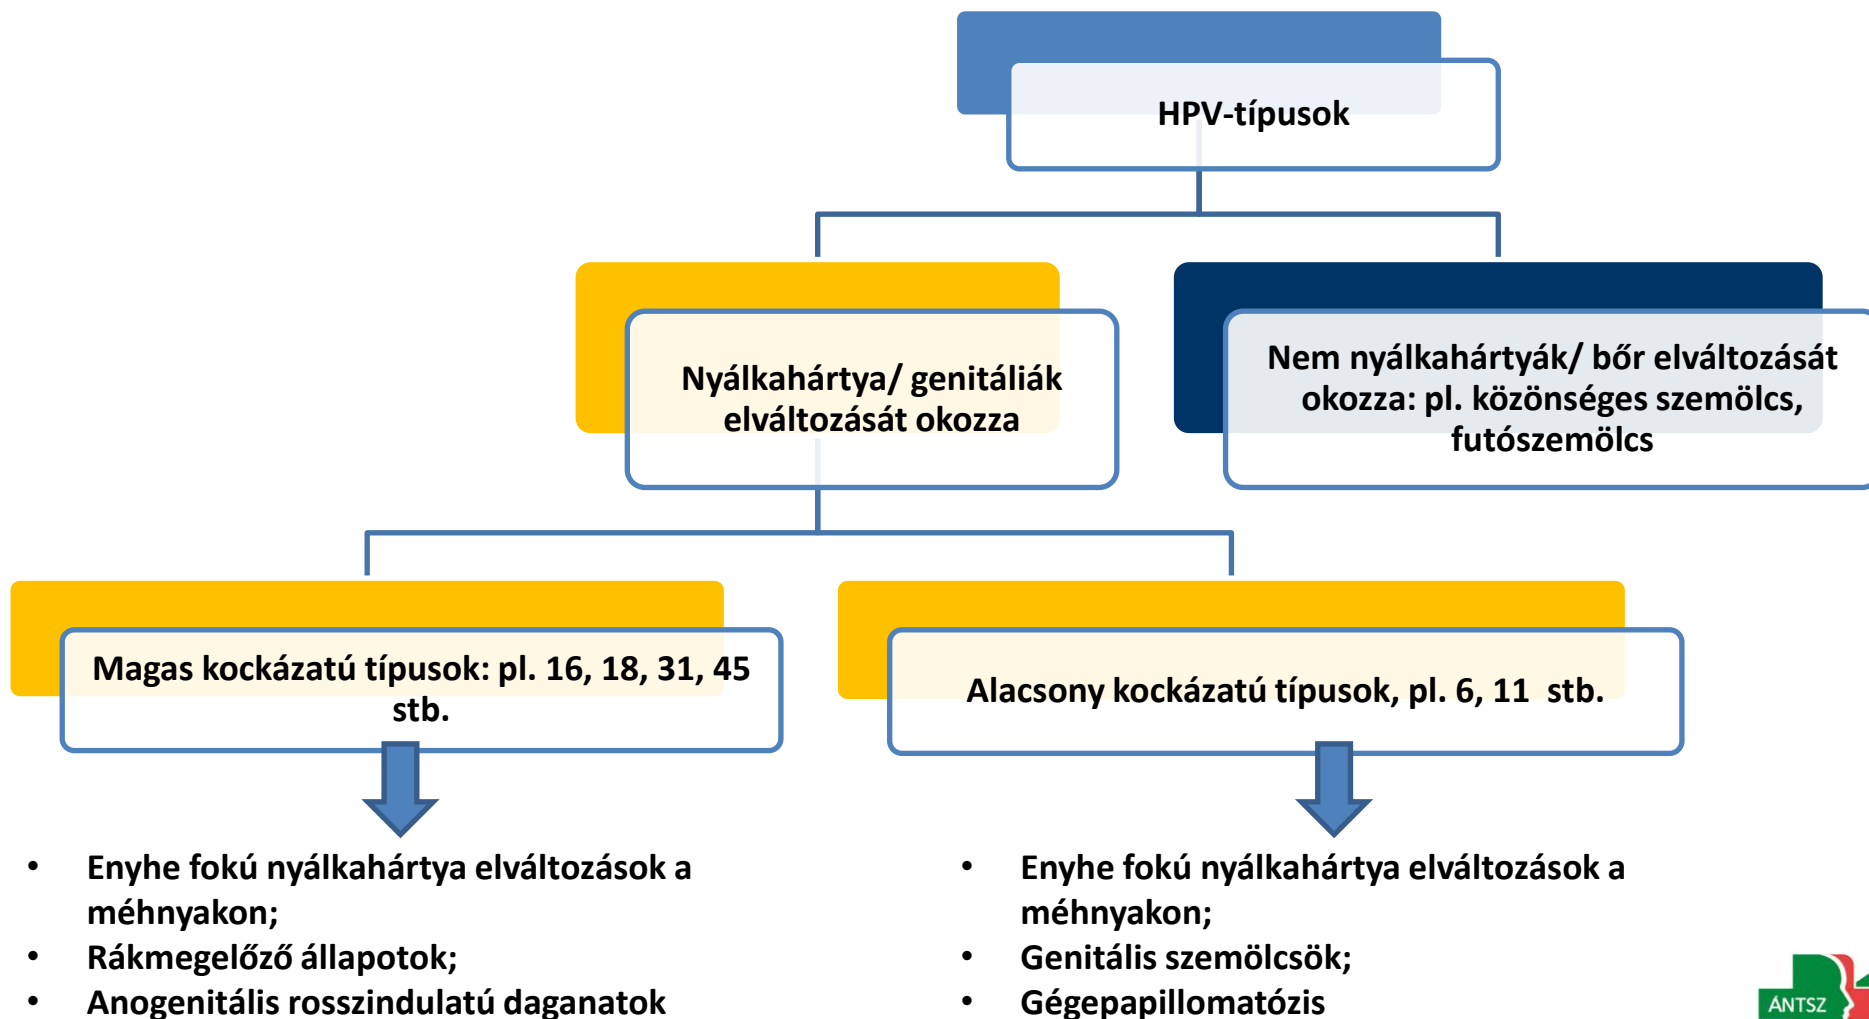 HPV-típusok
Nyálkahártya/ genitáliák
elváltozását okozza
Nem nyálkahártyák/ bőr elváltozását
okozza: pl. közönséges szemölcs,
futószemölcs
Magas kockázatú típusok: pl. 16, 18, 31, 45
stb.
Alacsony kockázatú típusok, pl. 6, 11 stb.
• Enyhe fokú nyálkahártya elváltozások a
méhnyakon;
• Rákmegelőző állapotok;
• Anogenitális rosszindulatú daganatok
• Enyhe fokú nyálkahártya elváltozások a
méhnyakon;
• Genitális szemölcsök;
• Gégepapillomatózis
ÁNTSZ